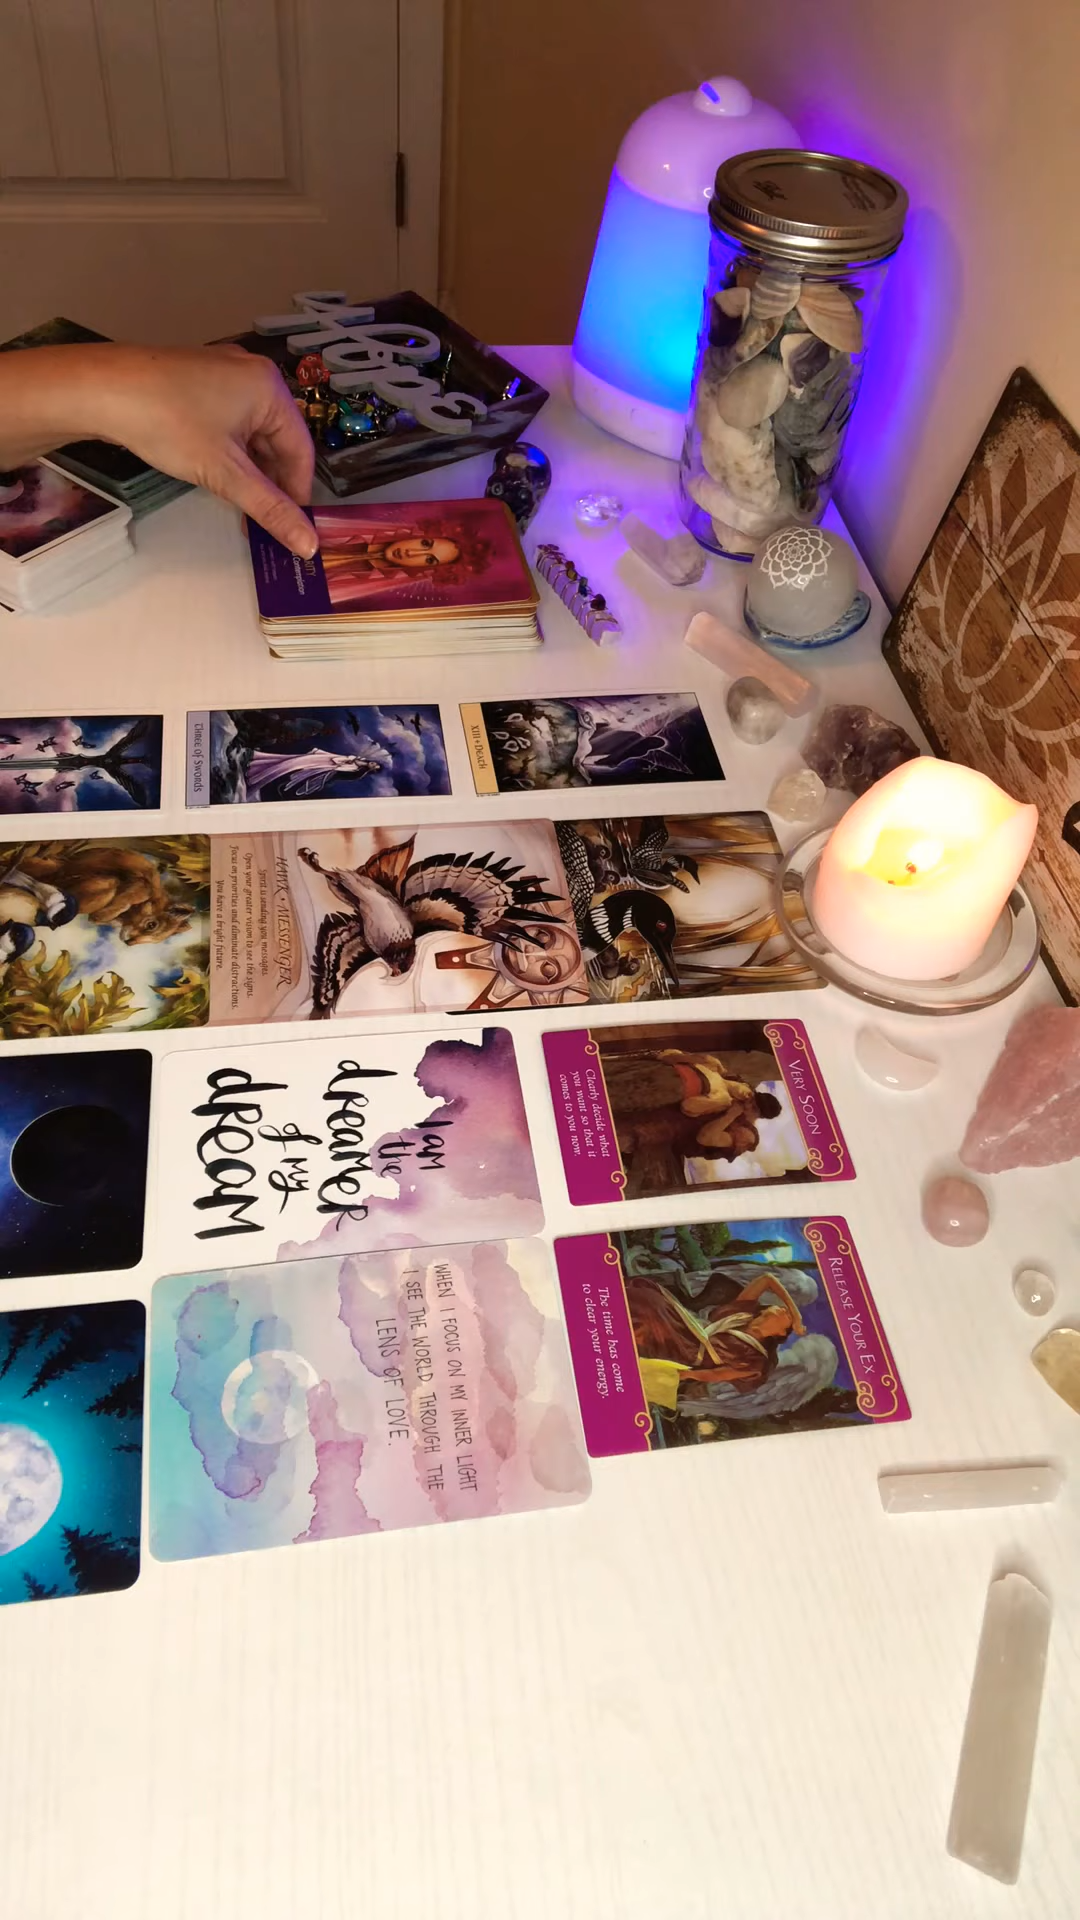 Hope
CLARITY
Contemplation
THREE OF SWORDS
XIII • DEATH
HAWK • MESSENGER
Spirit is sending you messages.
Open your greater vision to see the signs.
Focus on priorities and eliminate distractions.
You have a bright future.
I am
the
dreamer
of my
dream
VERY SOON
Clearly decide what
you want so that it
comes to you now.
WHEN I FOCUS ON MY INNER LIGHT
I SEE THE WORLD THROUGH THE
LENS OF LOVE.
RELEASE YOUR EX
The time has come
to clear your energy.